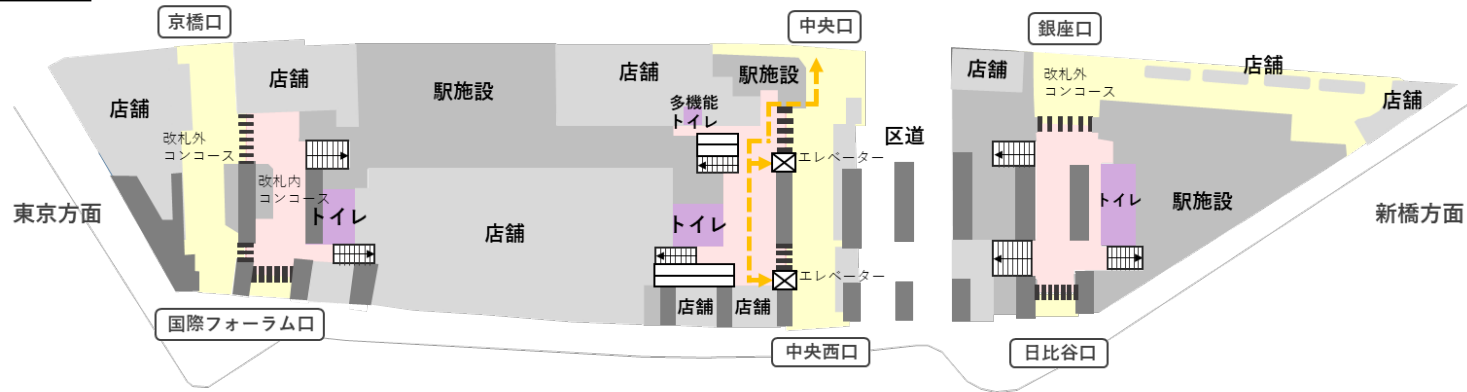 京橋口
中央口
銀座口
店舗
店舗
駅施設
店舗
駅施設
多機能
トイレ
改札外
コンコース
改札内
コンコース
トイレ
店舗
トイレ
エレベーター
エレベーター
店舗
店舗
区道
店舗
改札外
コンコース
店舗
店舗
トイレ
駅施設
東京方面
新橋方面
国際フォーラム口
中央西口
日比谷口